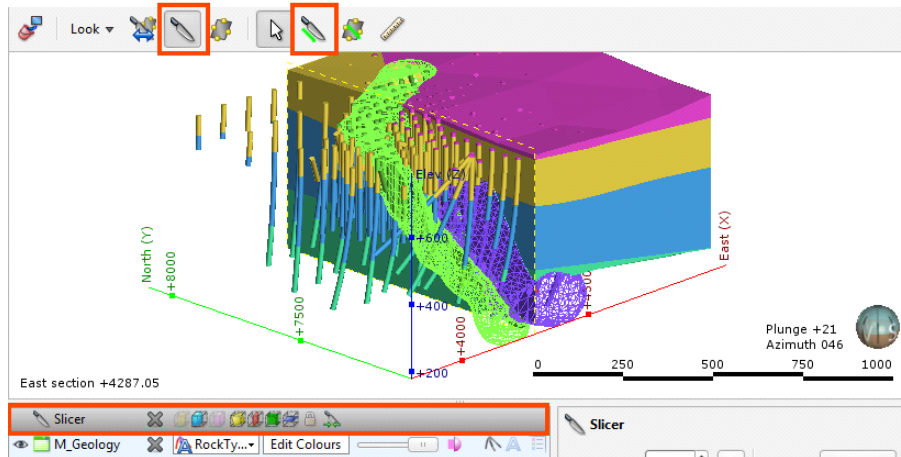 Look
Elev (Z)
+600
+400
+200
North (Y)
+8000
+7500
+4000
+4500
East (X)
Plunge +21
Azimuth 046
0 250 500 750 1000
East section +4287.05
Slicer
Slicer
M_Geology RockTy... Edit Colours